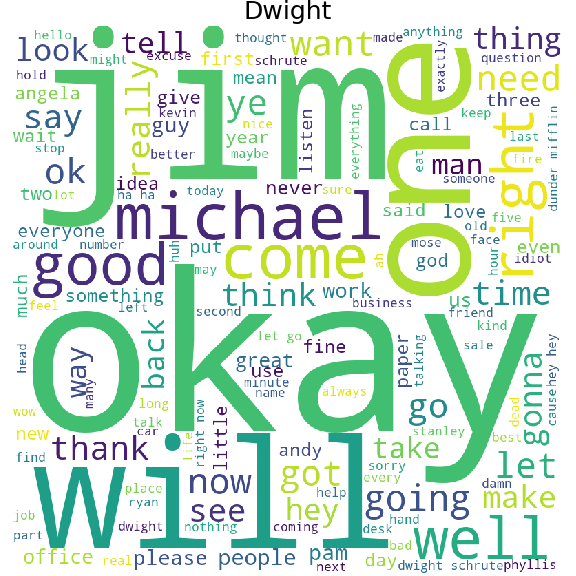 Dwight
hello
might
excuse
thought
made
anything
look
tell
want
thing
hold
schrute
first
exactly
question
jim
one
angela
kevin
really
mean
need
say
give
ye
listen
everything
call
three
keep
wait
guy
year
nice
stop
better
maybe
man
last
right
fire
dunder mifflin
ok
idea
never
sure
eat
someone
two
lot
ha ha
today
said
love
five
everyone
michael
old
idiot
around
number
huh
put
mose
face
hour
even
good
come
ah
god
much
may
us
time
something
think
work
business
friend
feel
left
second
kind
okay
let go
sale
head
way
many
back
great
fine
paper
talking
cause
hey hey
use
minute
always
wow
long
name
go
dead
gonna
new
talk
car
life
right now
little
stanley
best
find
thank
will
andy
take
sorry
let
every
damn
now
got
going
make
place
help
job
ryan
see
hey
desk
hand
well
part
dwight
nothing
coming
bad
office
real
please
people
pam
next
day
dwight schrute
phyllis